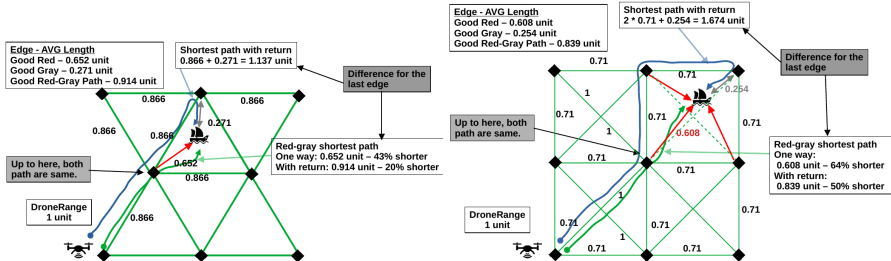 Edge - AVG Length
Good Red – 0.652 unit
Good Gray – 0.271 unit
Good Red-Gray Path – 0.914 unit
Shortest path with return
0.866 + 0.271 = 1.137 unit
Difference for the
last edge
0.866
0.866
0.866
0.866
0.271
0.652
0.866
Red-gray shortest path
One way: 0.652 unit – 43% shorter
With return: 0.914 unit – 20% shorter
Up to here, both
path are same.
0.866
DroneRange
1 unit
Edge - AVG Length
Good Red – 0.608 unit
Good Gray – 0.254 unit
Good Red-Gray Path – 0.839 unit
Shortest path with return
2 * 0.71 + 0.254 = 1.674 unit
Difference for the
last edge
0.71
0.71
0.254
1
0.71
0.71
Up to here, both
path are same.
1
0.608
0.71
0.71
Red-gray shortest path
One way:
0.608 unit – 64% shorter
With return:
0.839 unit – 50% shorter
1
DroneRange
1 unit
0.71
0.71
1
0.71
0.71